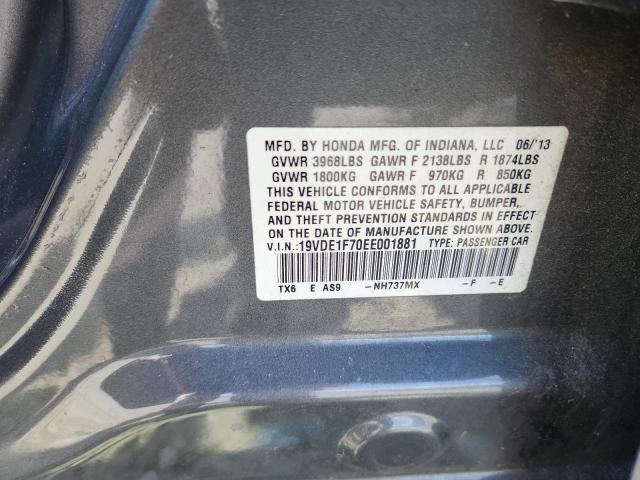 MFD. BY HONDA MFG. OF INDIANA, LLC 06/'13
GVWR 3968LBS GAWR F 2138LBS R 1874LBS
GVWR 1800KG GAWR F 970KG R 850KG
THIS VEHICLE CONFORMS TO ALL APPLICABLE
FEDERAL MOTOR VEHICLE SAFETY, BUMPER,
AND THEFT PREVENTION STANDARDS IN EFFECT
ON THE DATE OF MANUFACTURE SHOWN ABOVE.
V.I.N.:19VDE1F70EE001881 TYPE: PASSENGER CAR
TX6 E AS9 -NH737MX -F -E